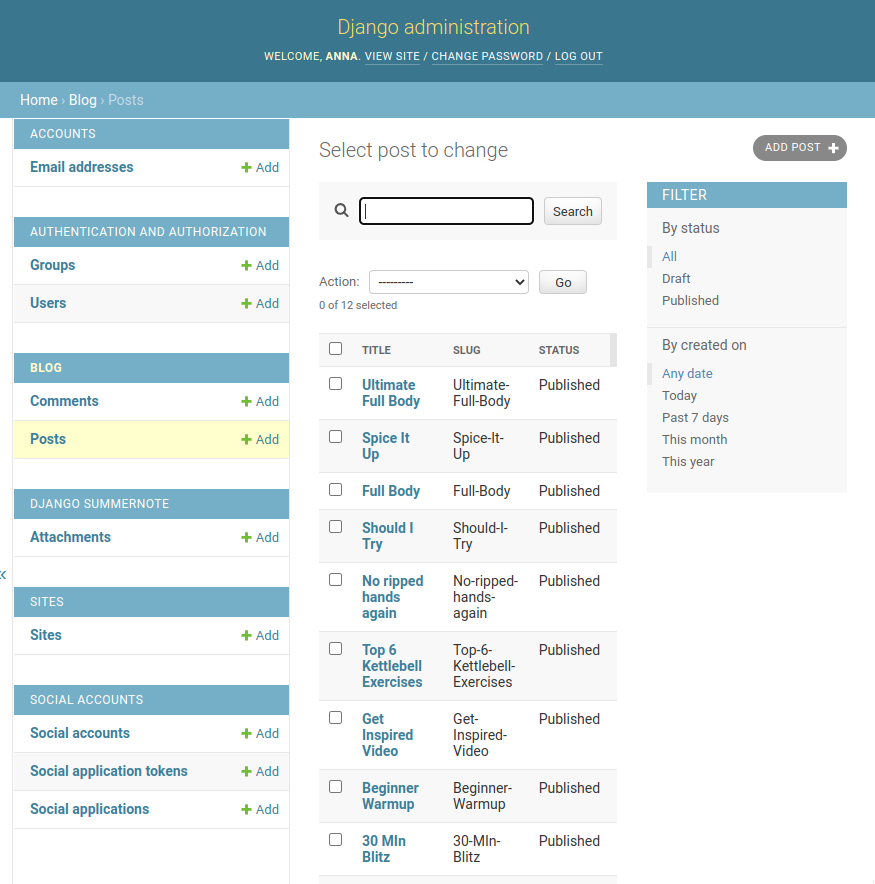 Django administration
WELCOME, ANNA. VIEW SITE / CHANGE PASSWORD / LOG OUT
Home › Blog › Posts
ACCOUNTS
Email addresses + Add
AUTHENTICATION AND AUTHORIZATION
Groups + Add
Users + Add
BLOG
Comments + Add
Posts + Add
DJANGO SUMMERNOTE
Attachments + Add
SITES
Sites + Add
SOCIAL ACCOUNTS
Social accounts + Add
Social application tokens + Add
Social applications + Add
«
Select post to change
ADD POST +
Search
Action: --------- Go
0 of 12 selected
TITLE SLUG STATUS
Ultimate Ultimate- Published
Full Body Full-Body
Spice It Spice-It- Published
Up Up
Full Body Full-Body Published
Should I Should-I- Published
Try Try
No ripped No-ripped- Published
hands hands-
again again
Top 6 Top-6- Published
Kettlebell Kettlebell-
Exercises Exercises
Get Get- Published
Inspired Inspired-
Video Video
Beginner Beginner- Published
Warmup Warmup
30 MIn 30-MIn- Published
Blitz Blitz
FILTER
By status
All
Draft
Published
By created on
Any date
Today
Past 7 days
This month
This year